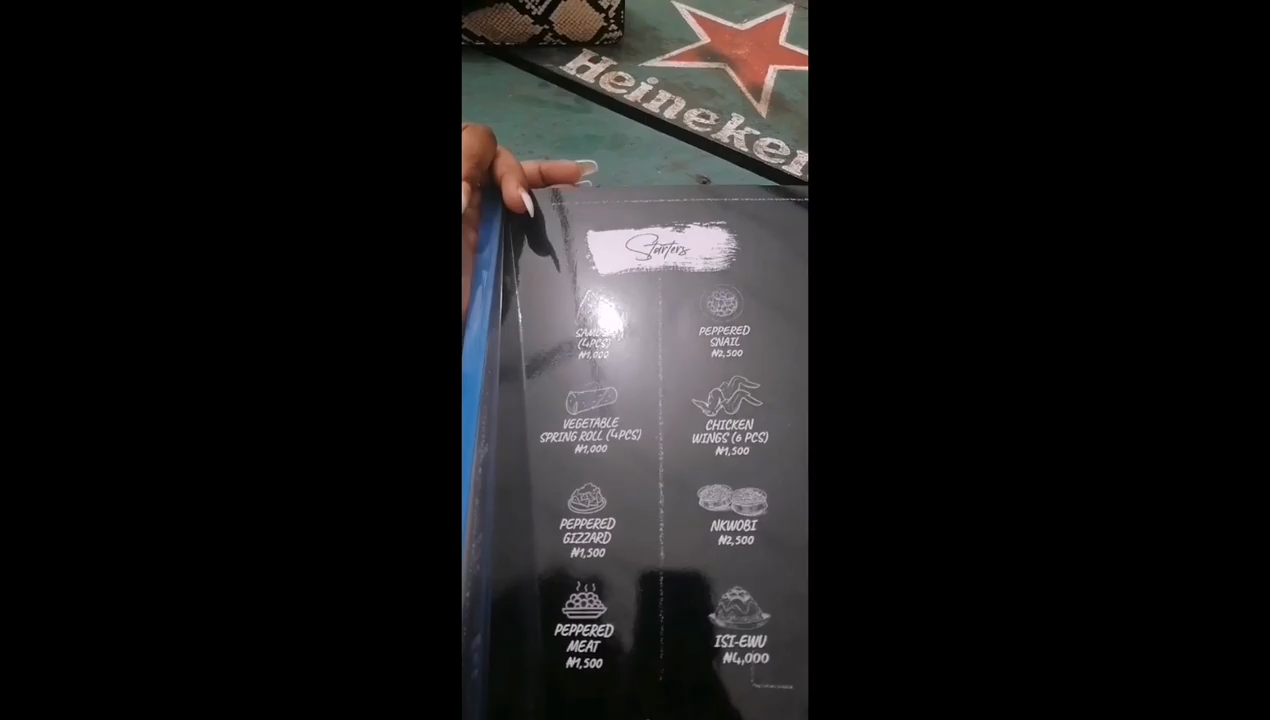 Heineken
Starters
SAMOSA
(4PCS)
₦1,000
VEGETABLE
SPRING ROLL (4PCS)
₦1,000
PEPPERED
GIZZARD
₦1,500
PEPPERED
MEAT
₦1,500
PEPPERED
SNAIL
₦2,500
CHICKEN
WINGS (6 PCS)
₦1,500
NKWOBI
₦2,500
ISI-EWU
₦4,000